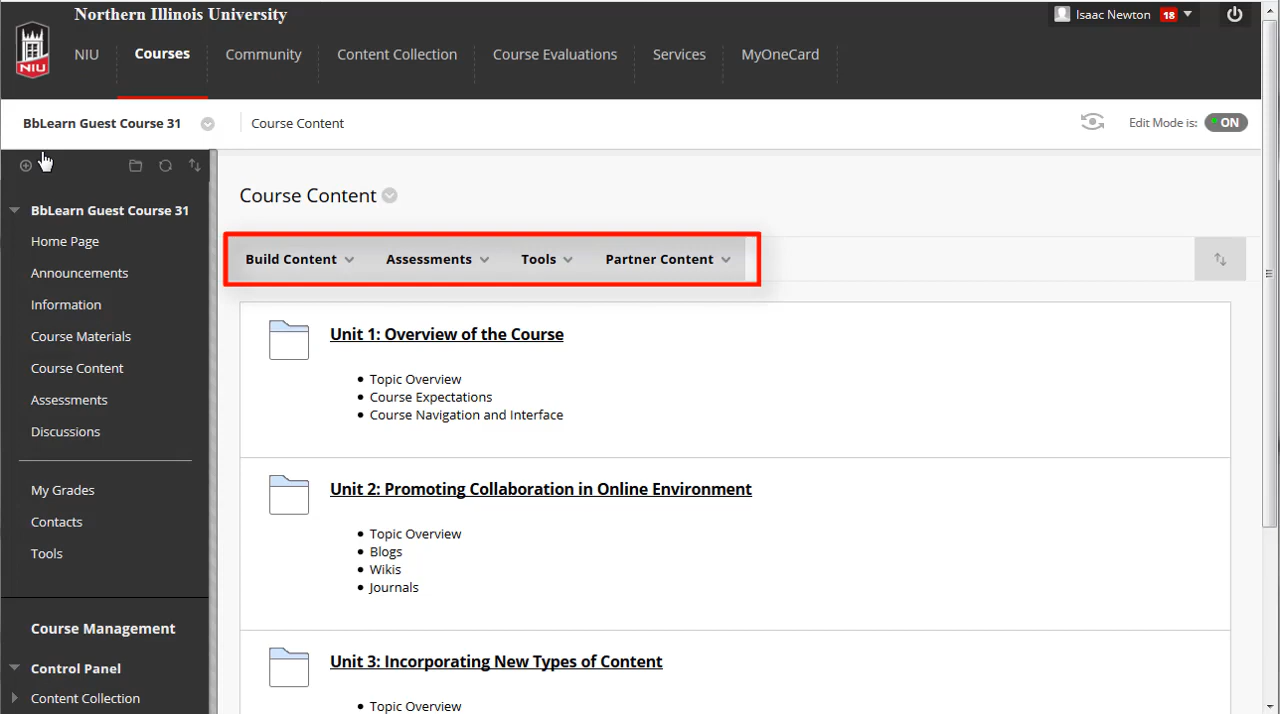 Northern Illinois University
Isaac Newton 18
NIU
NIU Courses Community Content Collection Course Evaluations Services MyOneCard
BbLearn Guest Course 31 Course Content Edit Mode is: ON
BbLearn Guest Course 31
Home Page
Announcements
Information
Course Materials
Course Content
Assessments
Discussions
My Grades
Contacts
Tools
Course Management
Control Panel
Content Collection
Course Content
Build Content Assessments Tools Partner Content
Unit 1: Overview of the Course
• Topic Overview
• Course Expectations
• Course Navigation and Interface
Unit 2: Promoting Collaboration in Online Environment
• Topic Overview
• Blogs
• Wikis
• Journals
Unit 3: Incorporating New Types of Content
• Topic Overview